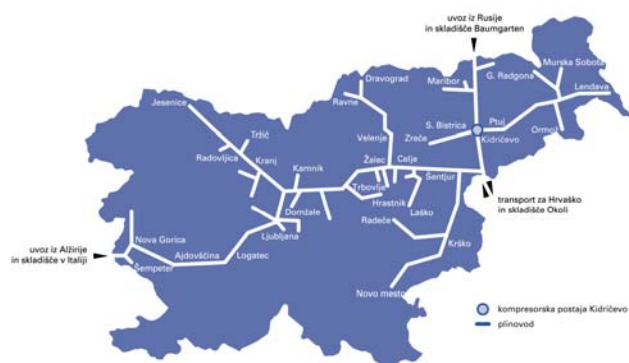 uvoz iz Rusije
in skladišče Baumgarten
Dravograd
Maribor
G. Radgona
Murska Sobota
Lendava
Jesenice
Ravne
S. Bistrica
Ptuj
Tržič
Velenje
Zreče
Kidričevo
Ormož
Radovljica
Kranj
Kamnik
Žalec
Celje
Šentjur
Trbovlje
Hrastnik
Laško
transport za Hrvaško
in skladišče Okoli
Domžale
Radeče
Ljubljana
uvoz iz Alžirije
in skladišče v Italiji
Nova Gorica
Ajdovščina
Logatec
Krško
Šempeter
Novo mesto
kompresorska postaja Kidričevo
plinovod